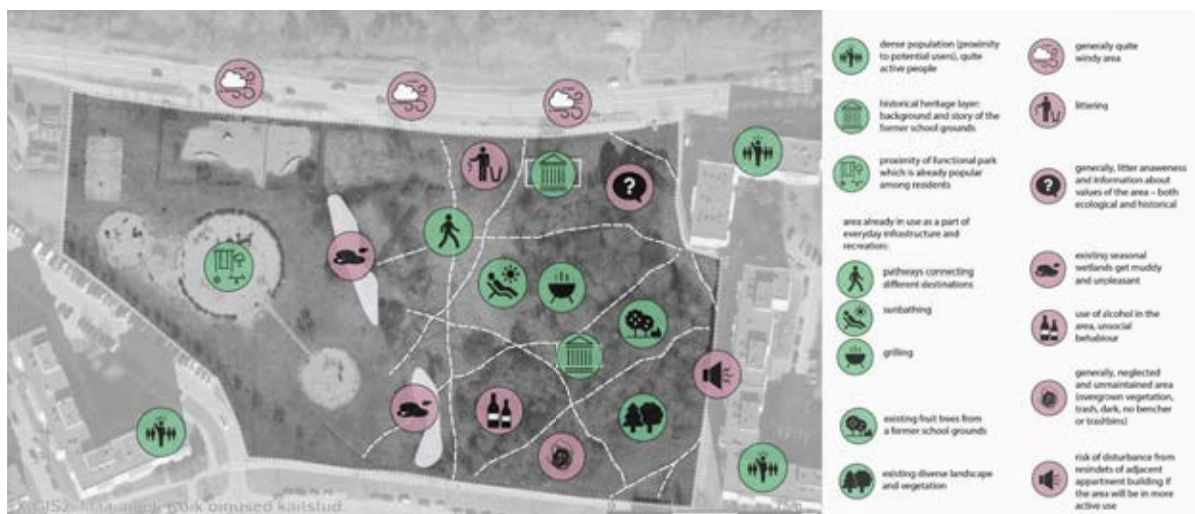 dense population (proximity
to potential users), quite
active people
historical heritage layer:
background and story of the
former school grounds
proximity of functional park
which is already popular
among residents
area already in use as a part of
everyday infrastructure and
recreation:
pathways connecting
different destinations
sunbathing
grilling
existing fruit trees from
a former school grounds
existing diverse landscape
and vegetation
generally quite
windy area
littering
generally, litter anaweness
and information about
values of the area – both
ecological and historical
existing seasonal
wetlands get muddy
and unpleasant
use of alcohol in the
area, unsocial
behabiour
generally, neglected
and unmaintained area
(overgrown vegetation,
trash, dark, no bencher
or trashbins)
risk of disturbance from
resindets of adjacent
appartment building if
the area will be in more
active use
?
õigused kaitstud.